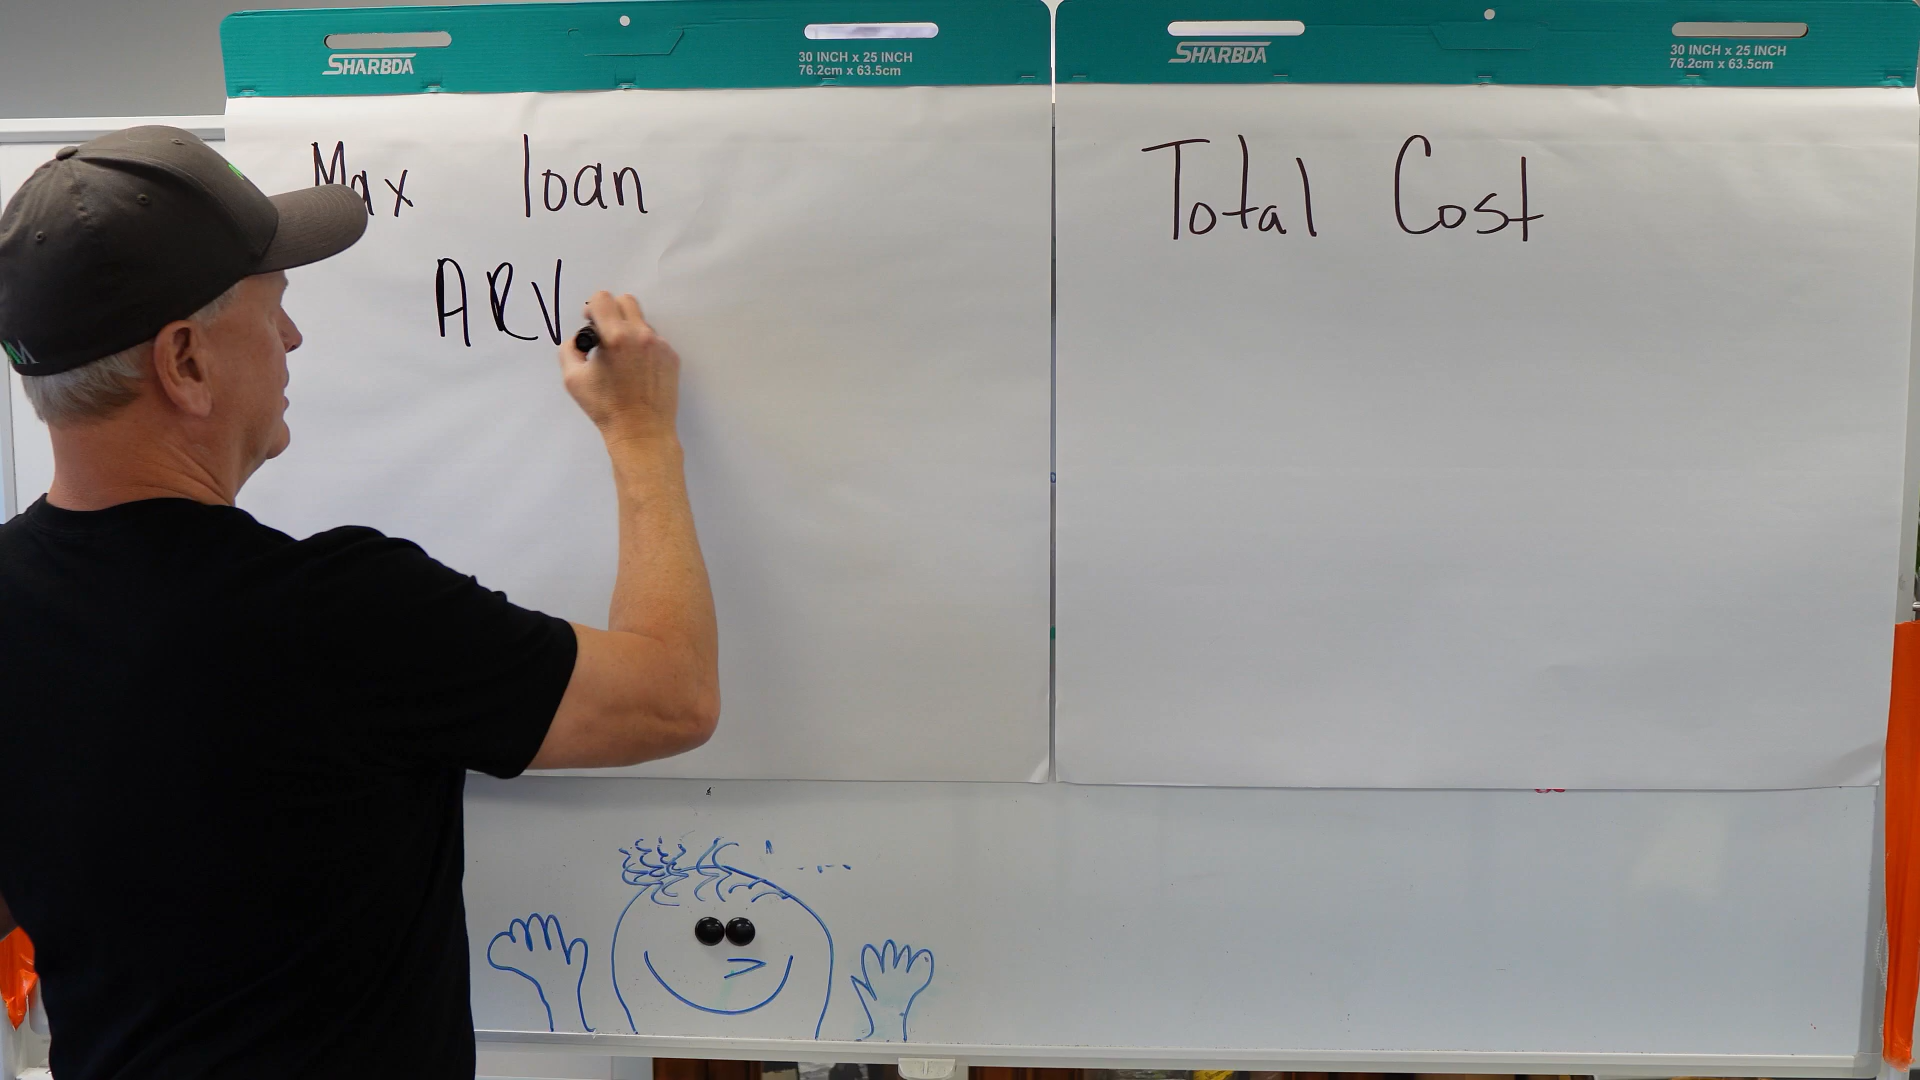 SHARBDA
30 INCH x 25 INCH
76.2cm x 63.5cm
Max loan
ARV
SHARBDA
30 INCH x 25 INCH
76.2cm x 63.5cm
Total Cost